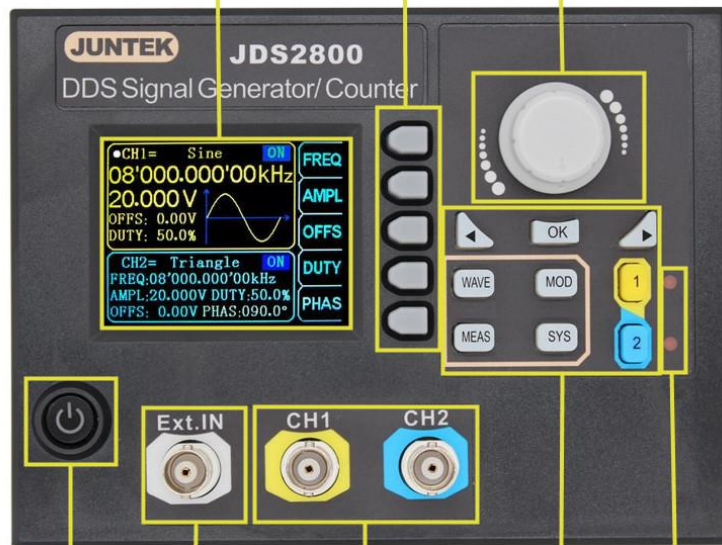 JUNTEK
JDS2800
DDS Signal Generator/ Counter
●CH1= Sine ON
08'000.000'00kHz
20.000V
OFFS: 0.00V
DUTY: 50.0%
CH2= Triangle ON
FREQ:08'000.000'00kHz
AMPL:20.000V DUTY:50.0%
OFFS: 0.00V PHAS:090.0°
FREQ
AMPL
OFFS
DUTY
PHAS
OK
WAVE
MOD
1
MEAS
SYS
2
Ext.IN
CH1
CH2